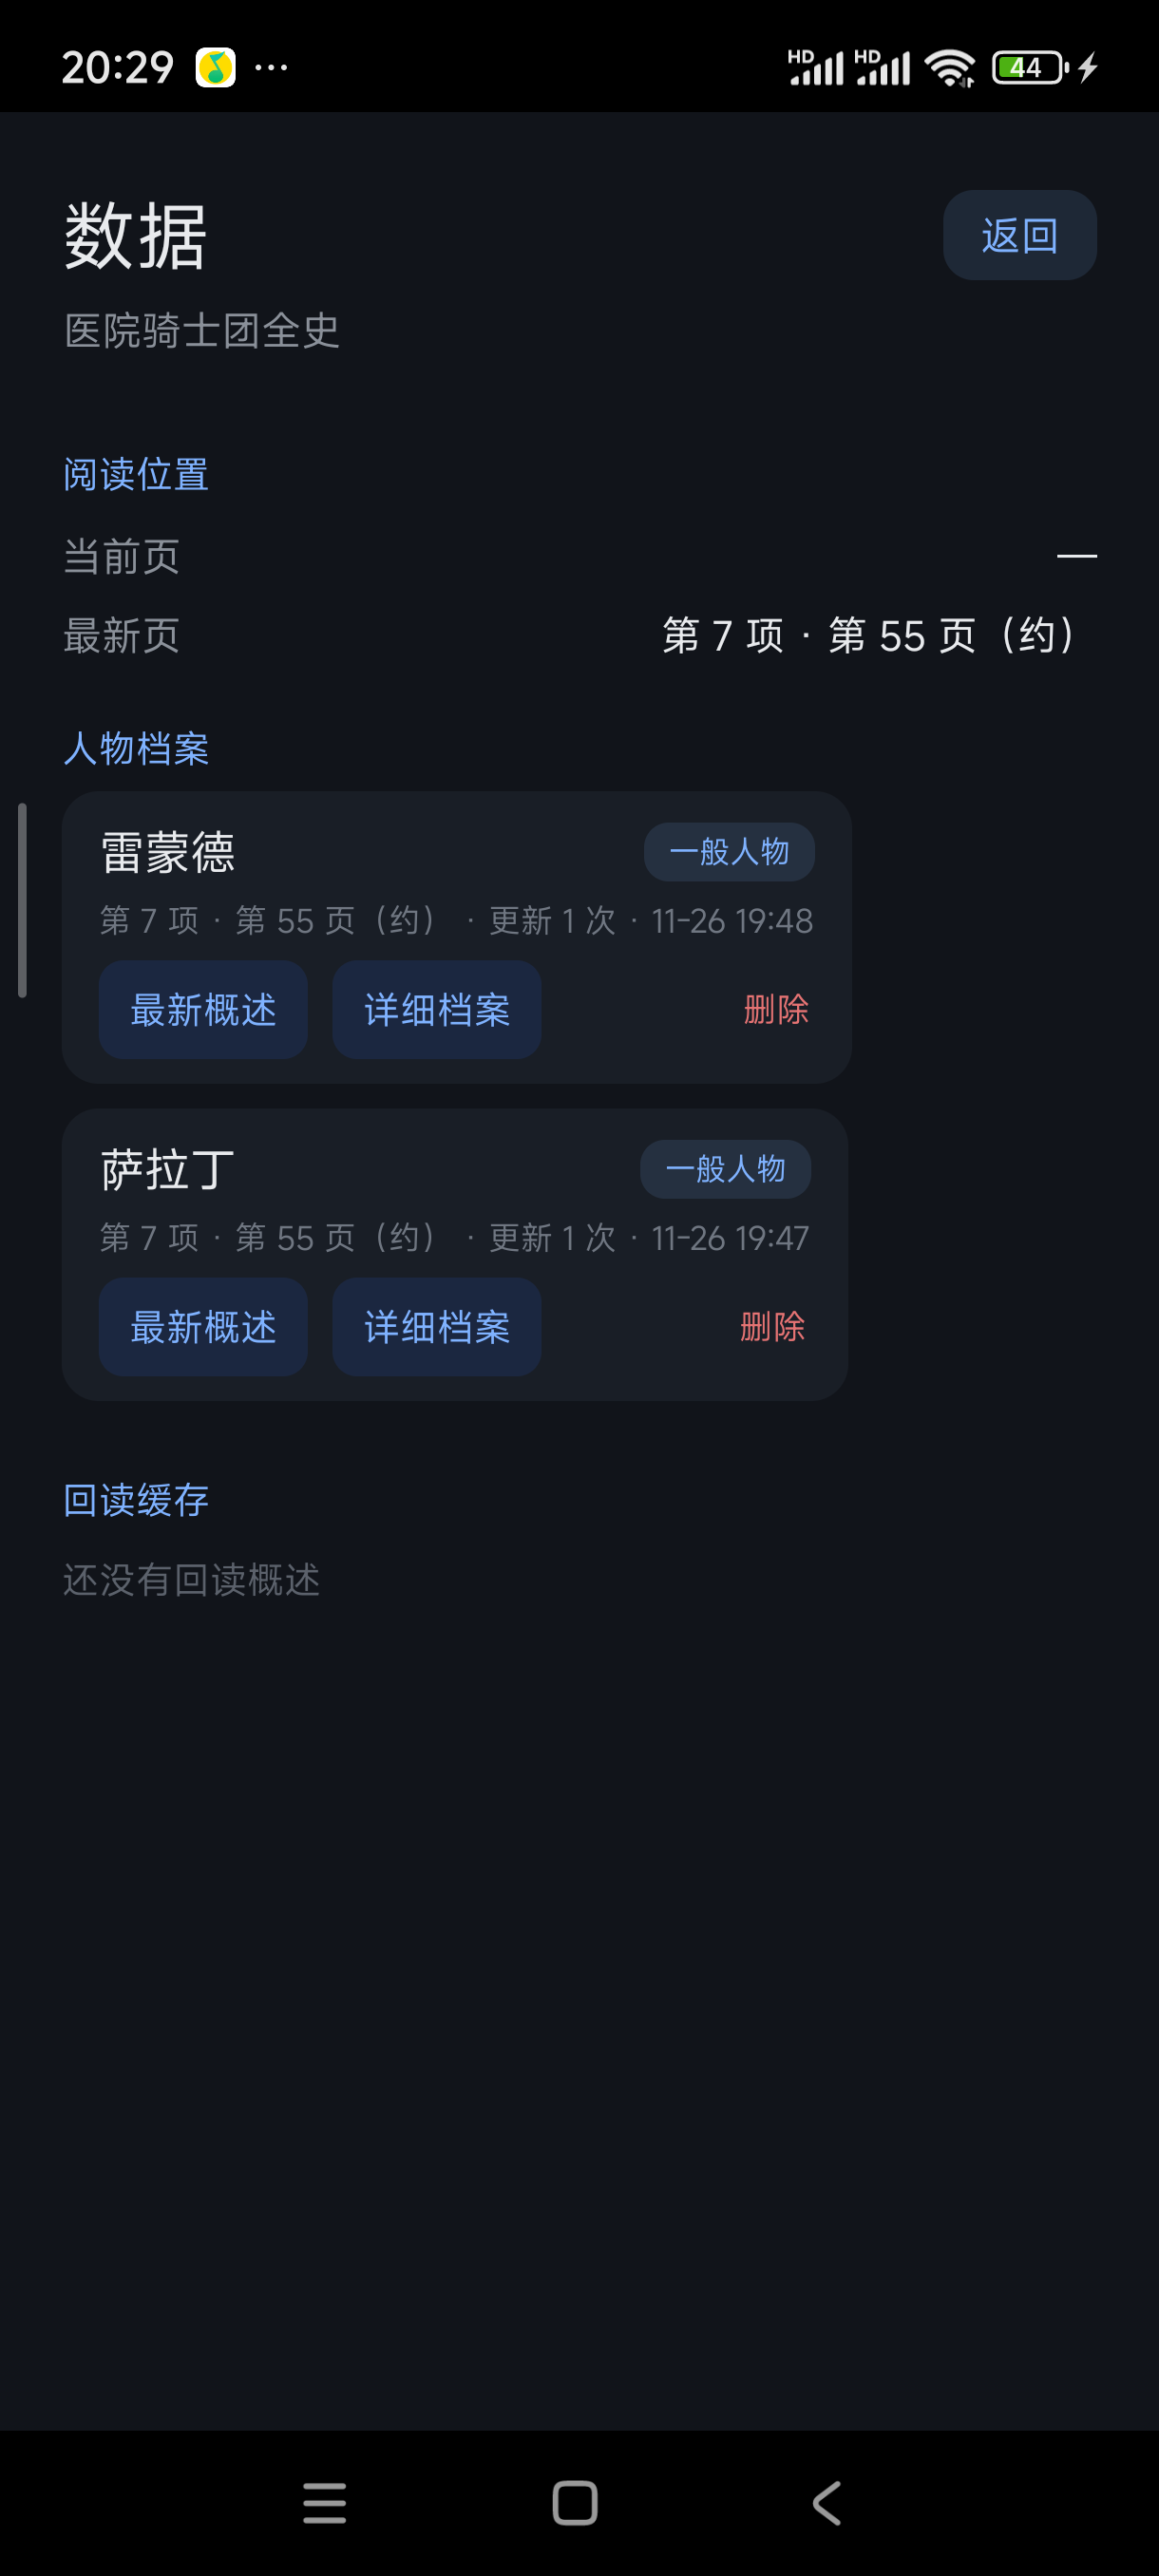 20:29 ... HD HD 44
数据
返回
医院骑士团全史
阅读位置
当前页 —
最新页 第 7 项 · 第 55 页（约）
人物档案
雷蒙德 一般人物
第 7 项 · 第 55 页（约） · 更新 1 次 · 11-26 19:48
最新概述 详细档案 删除
萨拉丁 一般人物
第 7 项 · 第 55 页（约） · 更新 1 次 · 11-26 19:47
最新概述 详细档案 删除
回读缓存
还没有回读概述